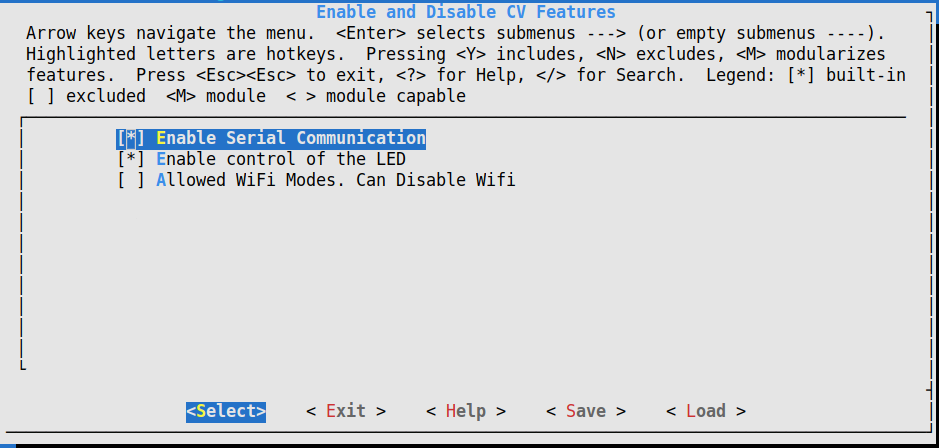 Enable and Disable CV Features
Arrow keys navigate the menu.  <Enter> selects submenus ---> (or empty submenus ----).
Highlighted letters are hotkeys.  Pressing <Y> includes, <N> excludes, <M> modularizes
features.  Press <Esc><Esc> to exit, <?> for Help, </> for Search.  Legend: [*] built-in
[ ] excluded  <M> module  < > module capable
[*] Enable Serial Communication
[*] Enable control of the LED
[ ] Allowed WiFi Modes. Can Disable Wifi
<Select>    < Exit >    < Help >    < Save >    < Load >